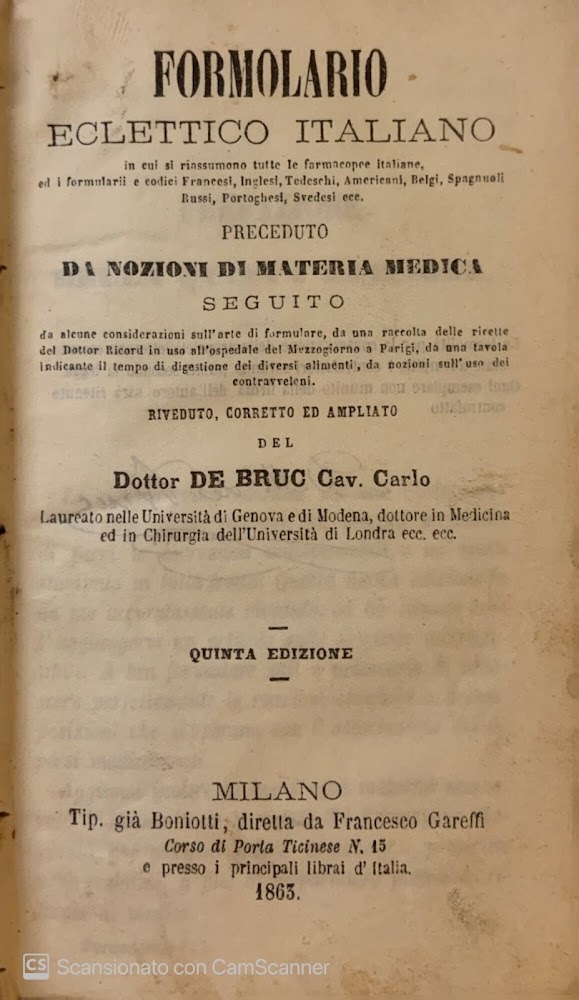 FORMOLARIO
ECLETTICO ITALIANO
in cui si riassumono tutte le farmacopee italiane,
ed i formularii e codici Francesi, Inglesi, Tedeschi, Americani, Belgi, Spagnuoli
Russi, Portoghesi, Svedesi ecc.
PRECEDUTO
DA NOZIONI DI MATERIA MEDICA
SEGUITO
da alcune considerazioni sull'arte di formulare, da una raccolta delle ricette
del Dottor Ricord in uso all'ospedale del Mezzogiorno a Parigi, da una tavola
indicante il tempo di digestione dei diversi alimenti, da nozioni sull'uso dei
contravveleni.
RIVEDUTO, CORRETTO ED AMPLIATO
DEL
Dottor DE BRUC Cav. Carlo
Laureato nelle Università di Genova e di Modena, dottore in Medicina
ed in Chirurgia dell'Università di Londra ecc. ecc.
QUINTA EDIZIONE
MILANO
Tip. già Boniotti, diretta da Francesco Gareffi
Corso di Porta Ticinese N. 15
e presso i principali librai d'Italia.
1863.
CS Scansionato con CamScanner